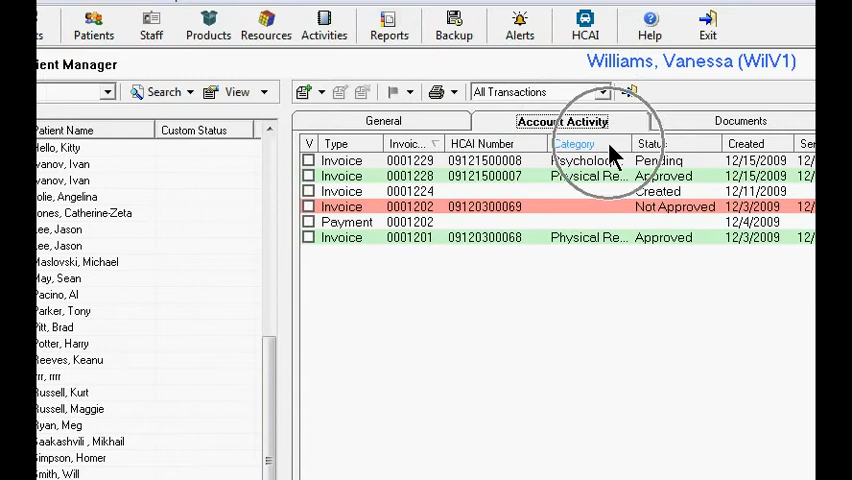 Patients Staff Products Resources Activities Reports Backup Alerts HCAI Help Exit
ient Manager
Williams, Vanessa (WilV1)
Search View All Transactions
General Account Activity Documents
Patient Name Custom Status
V Type Invoic... HCAI Number Category Status Created
Invoice 0001229 09121500008 Pending 12/15/2009
Invoice 0001228 09121500007 Physical Re... Approved 12/15/2009
Invoice 0001224 Created 12/11/2009
Invoice 0001202 09120300069 Not Approved 12/3/2009
Payment 0001202 12/4/2009
Invoice 0001201 09120300068 Physical Re... Approved 12/3/2009
Hello, Kitty
Ivanov, Ivan
Ivanov, Ivan
olie, Angelina
ones, Catherine-Zeta
Lee, Jason
Lee, Jason
Maslovski, Michael
May, Sean
Pacino, Al
Parker, Tony
Pitt, Brad
Potter, Harry
Reeves, Keanu
rrr, rrrr
Russell, Kurt
Russell, Maggie
Ryan, Meg
Saakashvili , Mikhail
Simpson, Homer
Smith, Will